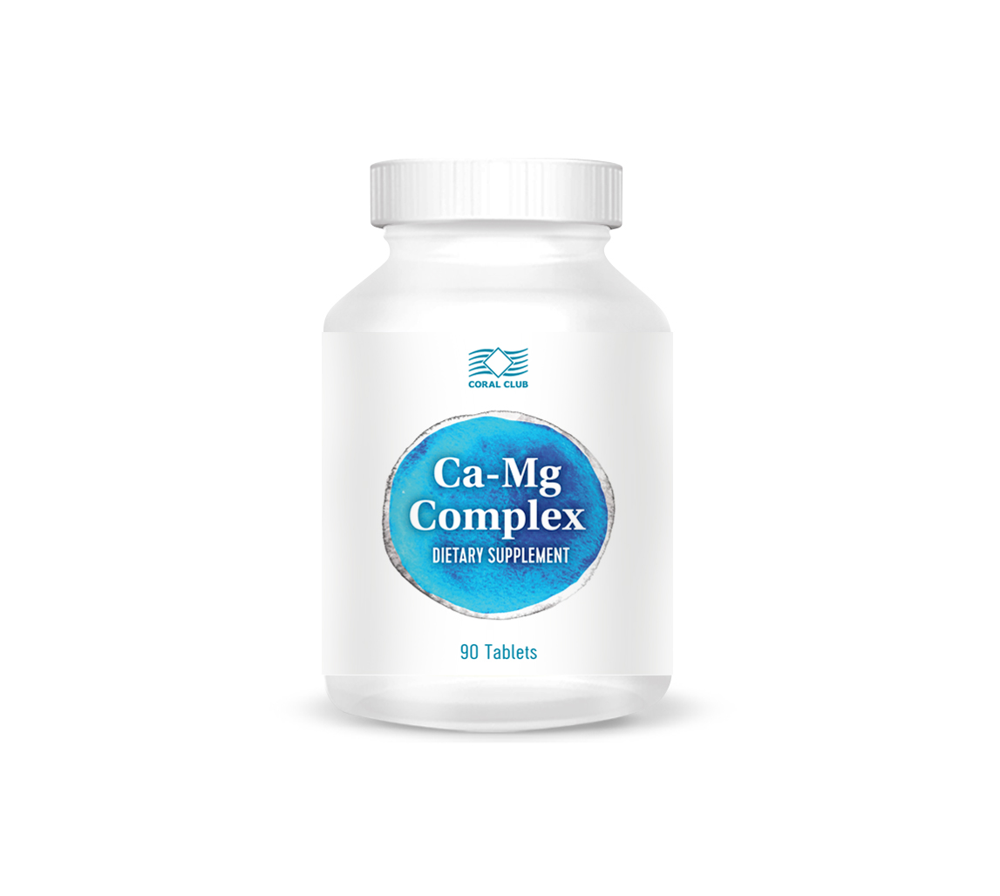 CORAL CLUB
Ca-Mg
Complex
DIETARY SUPPLEMENT
90 Tablets